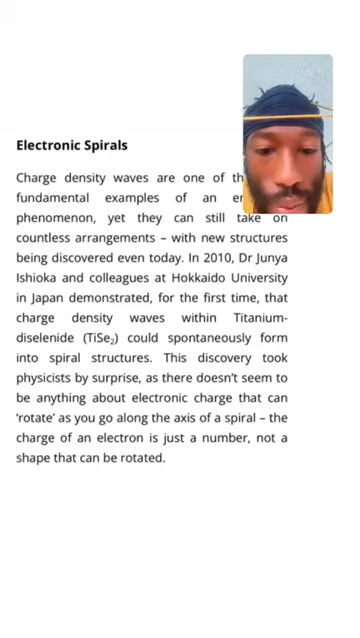 Electronic Spirals
Charge density waves are one of th
fundamental examples of an e
phenomenon, yet they can still take on
countless arrangements – with new structures
being discovered even today. In 2010, Dr Junya
Ishioka and colleagues at Hokkaido University
in Japan demonstrated, for the first time, that
charge density waves within Titanium-
diselenide (TiSe₂) could spontaneously form
into spiral structures. This discovery took
physicists by surprise, as there doesn't seem to
be anything about electronic charge that can
'rotate' as you go along the axis of a spiral – the
charge of an electron is just a number, not a
shape that can be rotated.